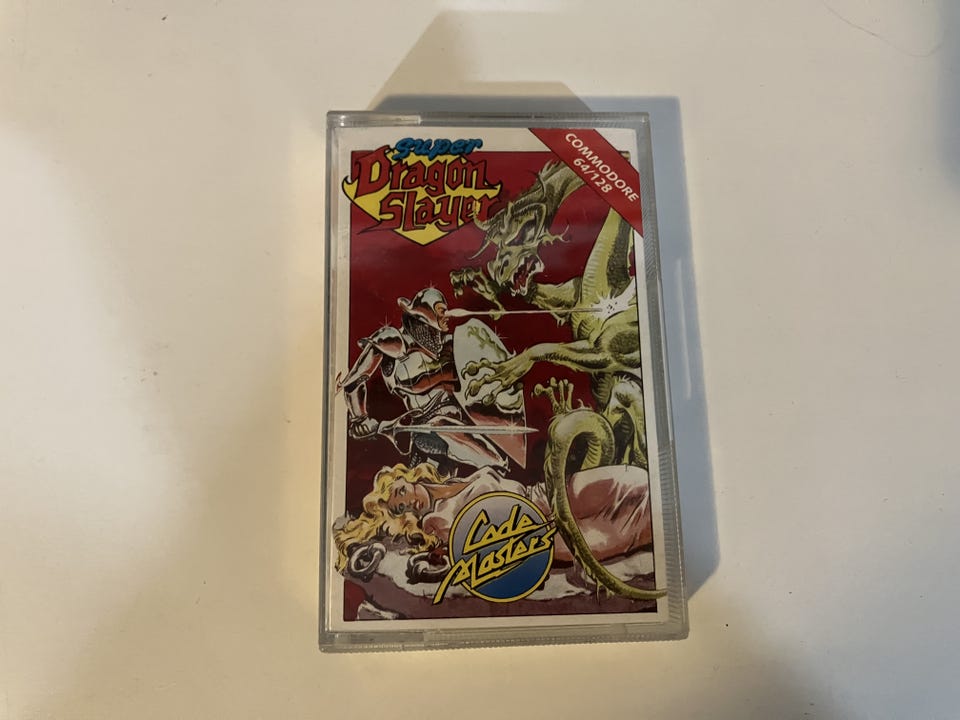 super
Dragon
Slayer
COMMODORE
64/128
Code
Masters